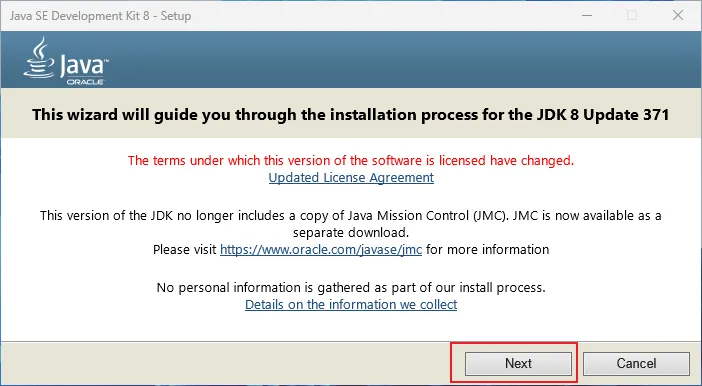 Java SE Development Kit 8 - Setup
Java™
ORACLE
This wizard will guide you through the installation process for the JDK 8 Update 371
The terms under which this version of the software is licensed have changed.
Updated License Agreement
This version of the JDK no longer includes a copy of Java Mission Control (JMC). JMC is now available as a
separate download.
Please visit https://www.oracle.com/javase/jmc for more information
No personal information is gathered as part of our install process.
Details on the information we collect
Next
Cancel